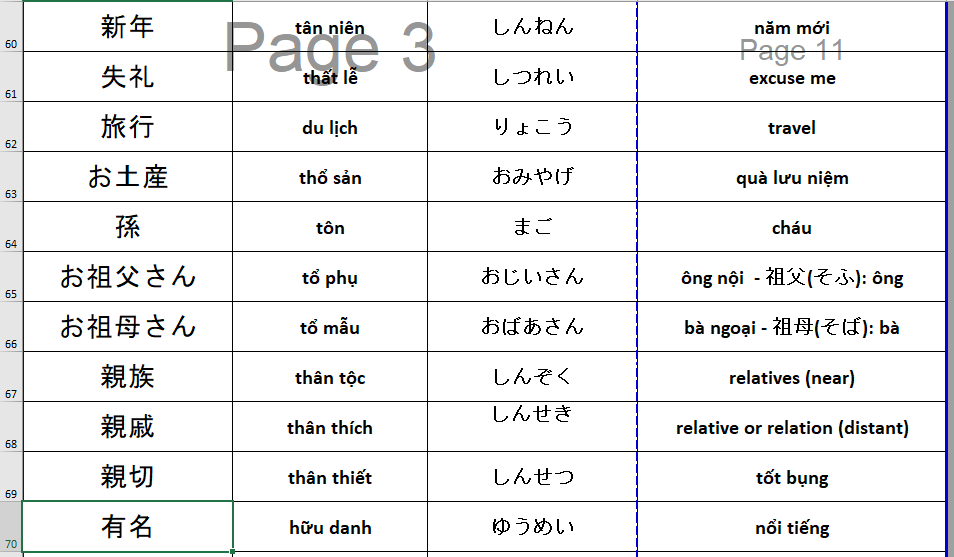 60 新年 tân niên しんねん năm mới
Page 3 Page 11
61 失礼 thất lễ しつれい excuse me
62 旅行 du lịch りょこう travel
63 お土産 thổ sản おみやげ quà lưu niệm
64 孫 tôn まご cháu
65 お祖父さん tổ phụ おじいさん ông nội - 祖父(そふ): ông
66 お祖母さん tổ mẫu おばあさん bà ngoại - 祖母(そば): bà
67 親族 thân tộc しんぞく relatives (near)
68 親戚 thân thích しんせき relative or relation (distant)
69 親切 thân thiết しんせつ tốt bụng
70 有名 hữu danh ゆうめい nổi tiếng